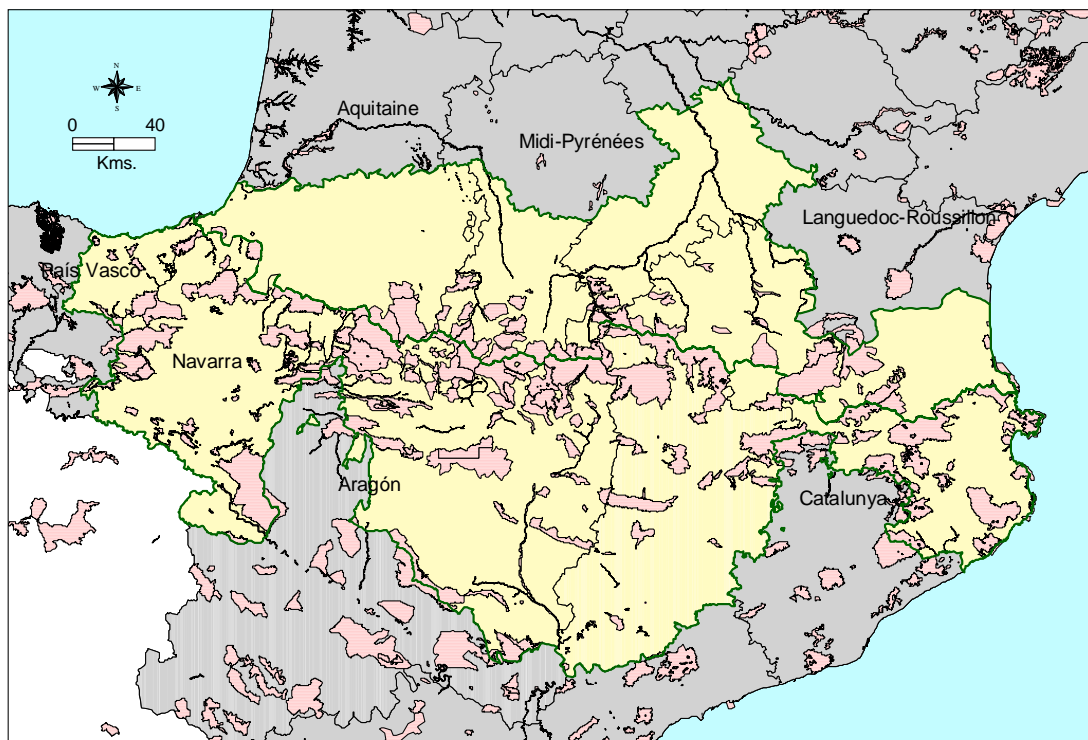 N
W E
S
0 40
Kms.
Aquitaine
Midi-Pyrénées
Languedoc-Roussillon
País Vasco
Navarra
Aragón
Catalunya